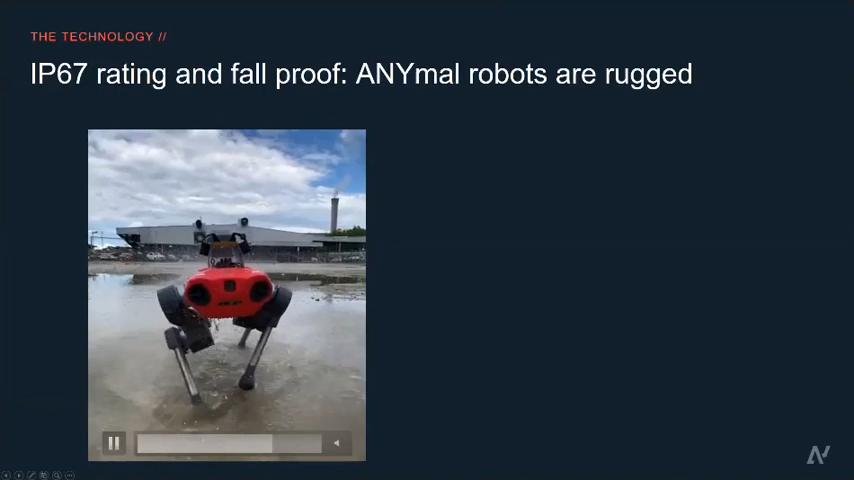 THE TECHNOLOGY //
IP67 rating and fall proof: ANYmal robots are rugged